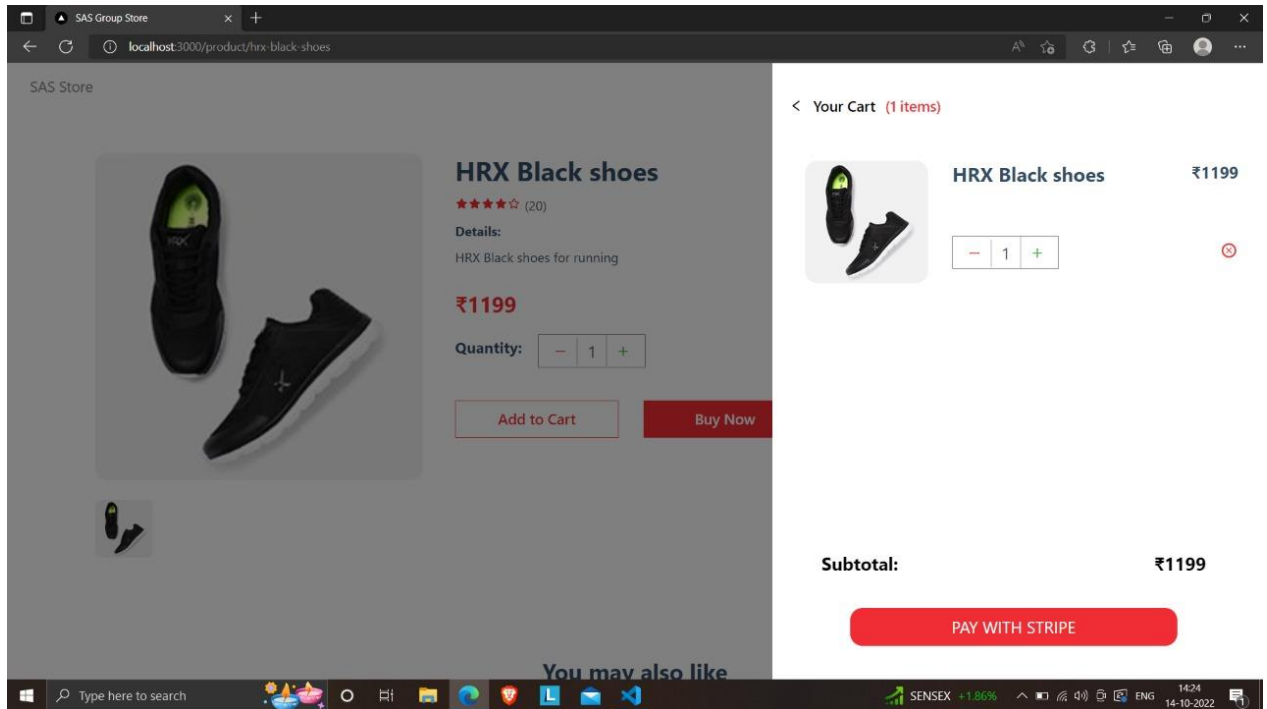 SAS Group Store
localhost:3000/product/hrx-black-shoes
SAS Store
HRX
HRX Black shoes
(20)
Details:
HRX Black shoes for running
₹1199
Quantity: − 1 +
Add to Cart Buy Now
You may also like
Your Cart (1 items)
HRX Black shoes ₹1199
− 1 +
Subtotal: ₹1199
PAY WITH STRIPE
Type here to search
L
SENSEX +1.86%
ENG
14:24
14-10-2022
1